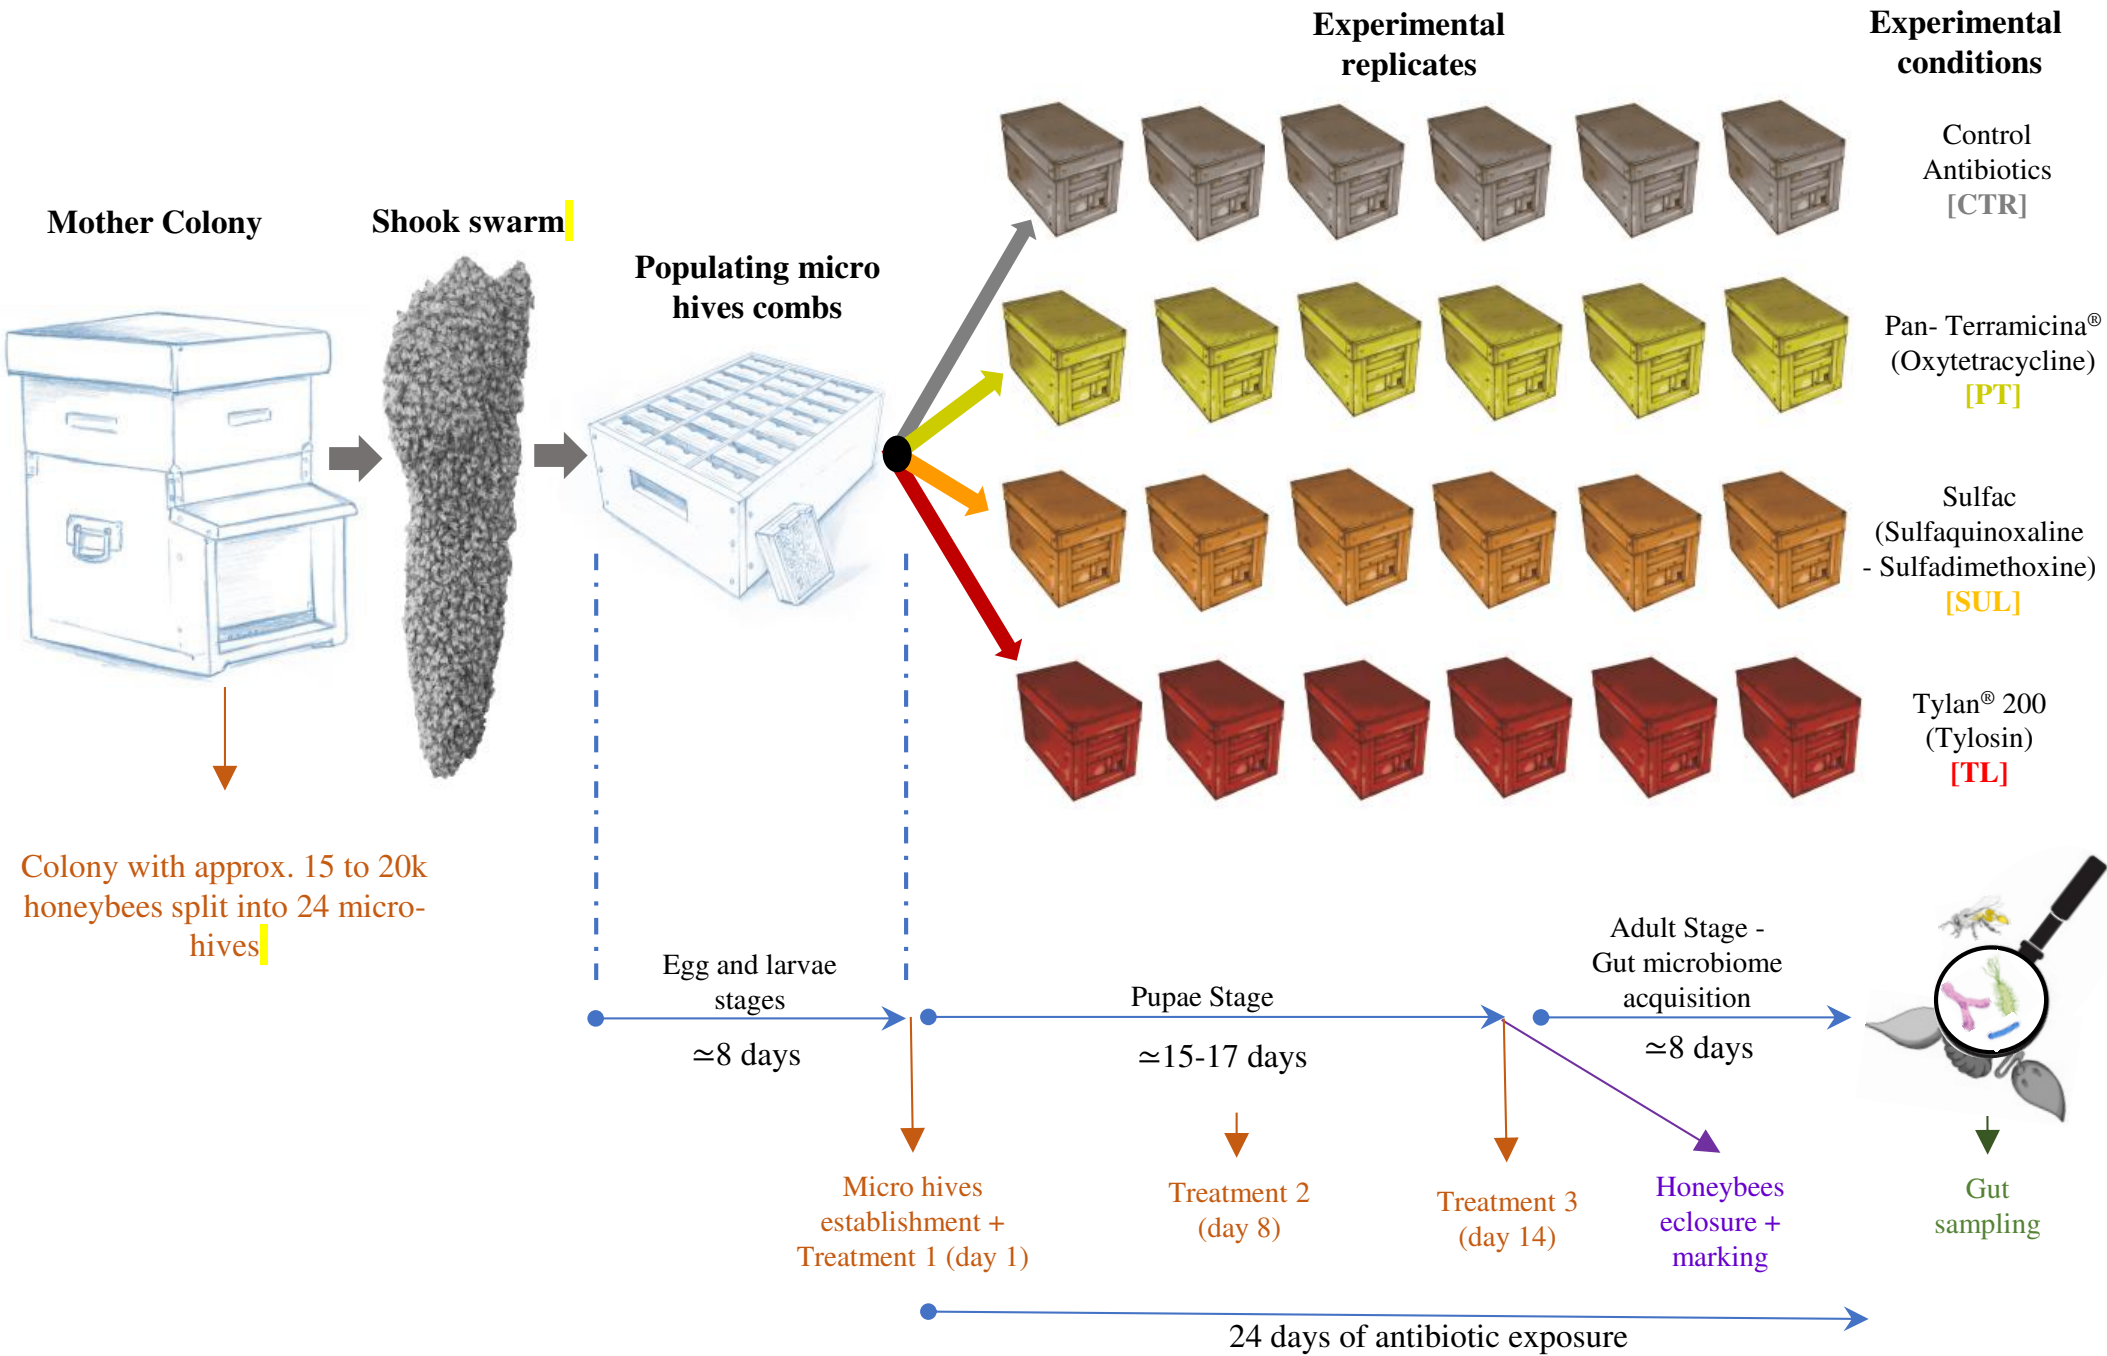 Experimental
replicates
Experimental
conditions
Mother Colony
Shook swarm
Populating micro
hives combs
Control
Antibiotics
[CTR]
Pan- Terramicina®
(Oxytetracycline)
[PT]
Sulfac
(Sulfaquinoxaline
- Sulfadimethoxine)
[SUL]
Tylan® 200
(Tylosin)
[TL]
Colony with approx. 15 to 20k
honeybees split into 24 micro-
hives
Egg and larvae
stages
≃8 days
Pupae Stage
≃15-17 days
Adult Stage -
Gut microbiome
acquisition
≃8 days
Micro hives
establishment +
Treatment 1 (day 1)
Treatment 2
(day 8)
Treatment 3
(day 14)
Honeybees
eclosure +
marking
Gut
sampling
24 days of antibiotic exposure